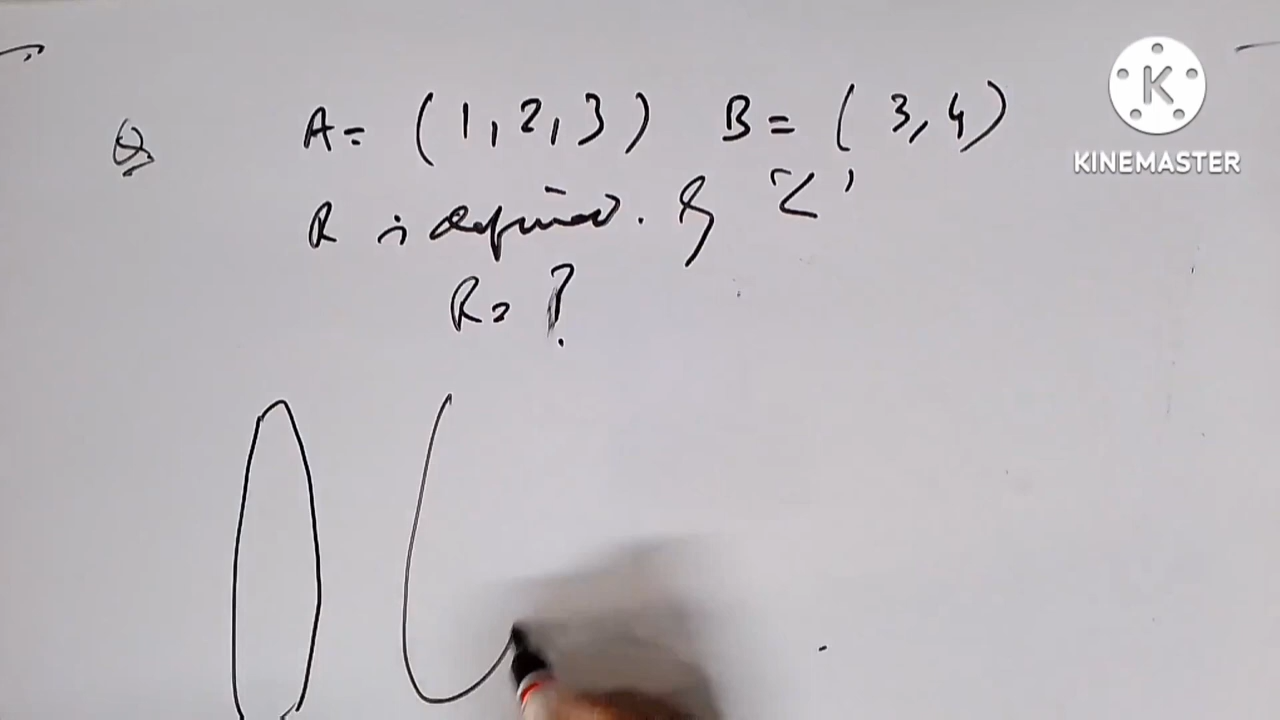 Q A = (1, 2, 3) B = (3, 4)
R is defined. by '<'
R = ?
K
KINEMASTER